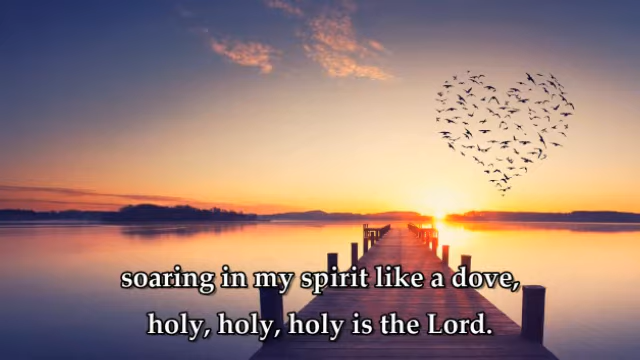 soaring in my spirit like a dove,
holy, holy, holy is the Lord.